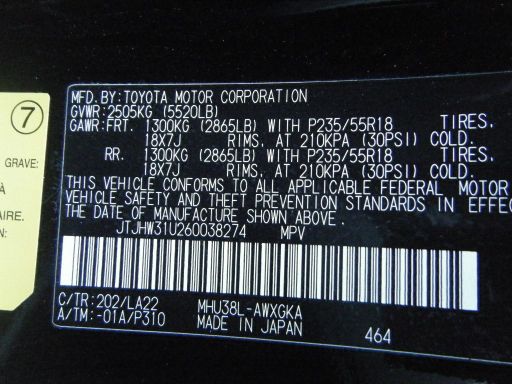 MFD.BY:TOYOTA MOTOR CORPORATION
GVWR:2505KG (5520LB)
GAWR:FRT. 1300KG (2865LB) WITH P235/55R18 TIRES.
18X7J RIMS. AT 210KPA (30PSI) COLD.
RR. 1300KG (2865LB) WITH P235/55R18 TIRES.
18X7J RIMS. AT 210KPA (30PSI) COLD.
THIS VEHICLE CONFORMS TO ALL APPLICABLE FEDERAL MOTOR
VEHICLE SAFETY AND THEFT PREVENTION STANDARDS IN EFFEC
THE DATE OF MANUFACTURE SHOWN ABOVE.
JTJHW31U260038274 MPV
C/TR:202/LA22 MHU38L-AWXGKA
A/TM:-01A/P310 MADE IN JAPAN 464
7
GRAVE:
À
AIRE.
N: